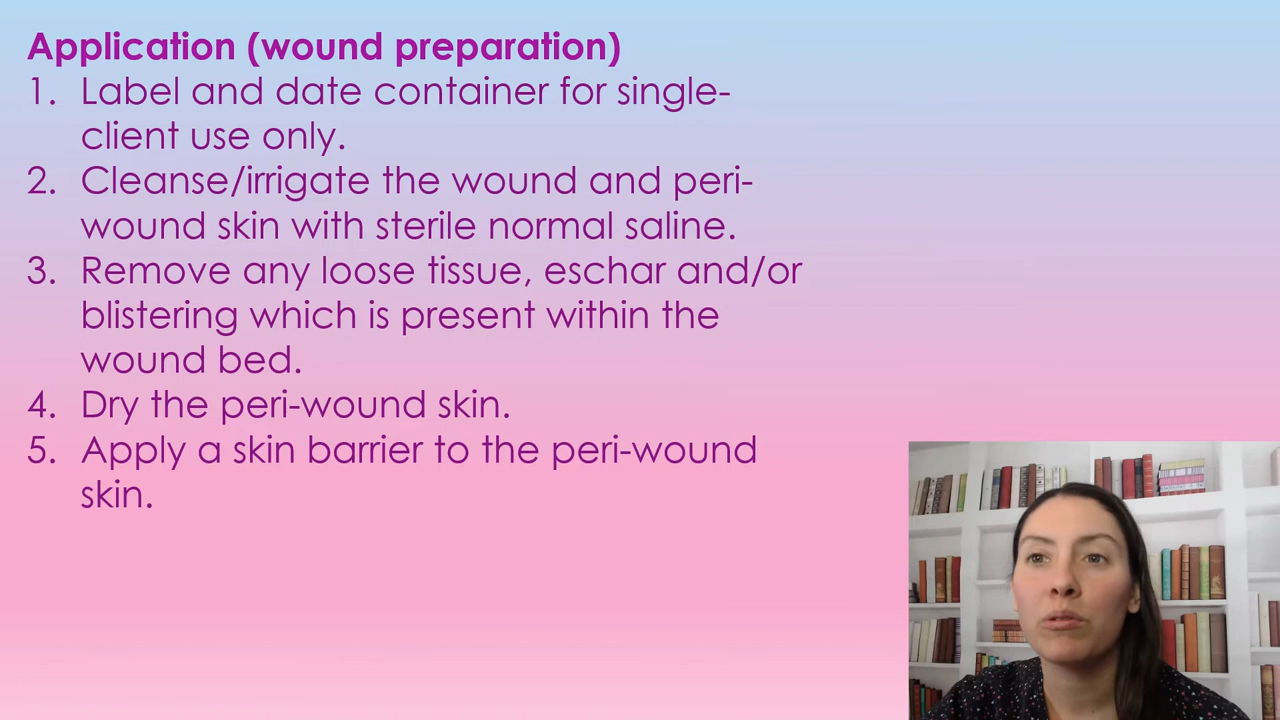 Application (wound preparation)
1. Label and date container for single-
client use only.
2. Cleanse/irrigate the wound and peri-
wound skin with sterile normal saline.
3. Remove any loose tissue, eschar and/or
blistering which is present within the
wound bed.
4. Dry the peri-wound skin.
5. Apply a skin barrier to the peri-wound
skin.